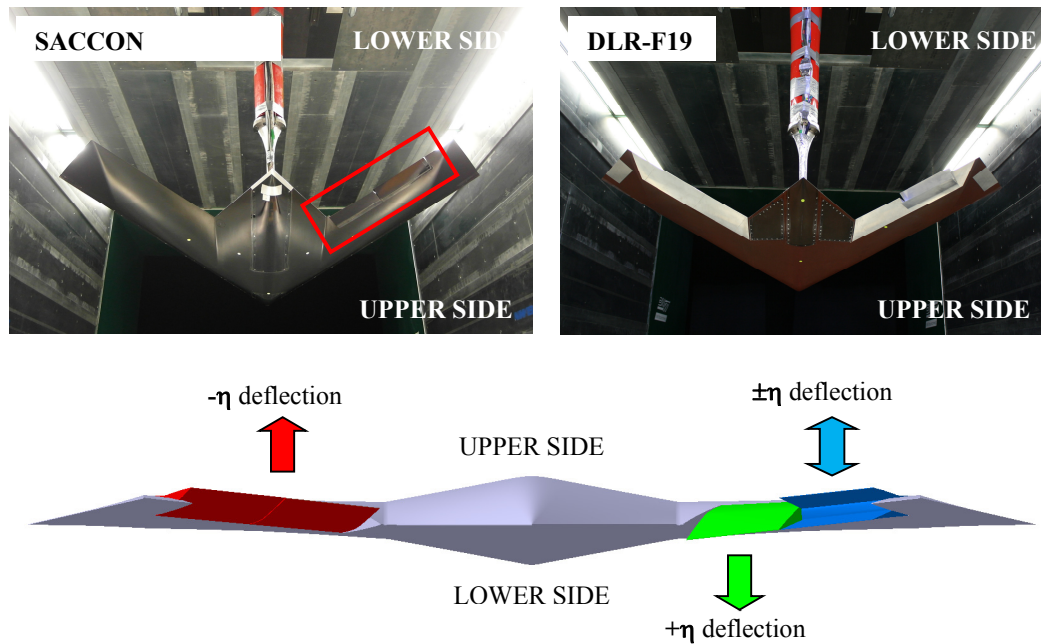 SACCON
LOWER SIDE
UPPER SIDE
DLR-F19
LOWER SIDE
UPPER SIDE
-η deflection
±η deflection
UPPER SIDE
LOWER SIDE
+η deflection